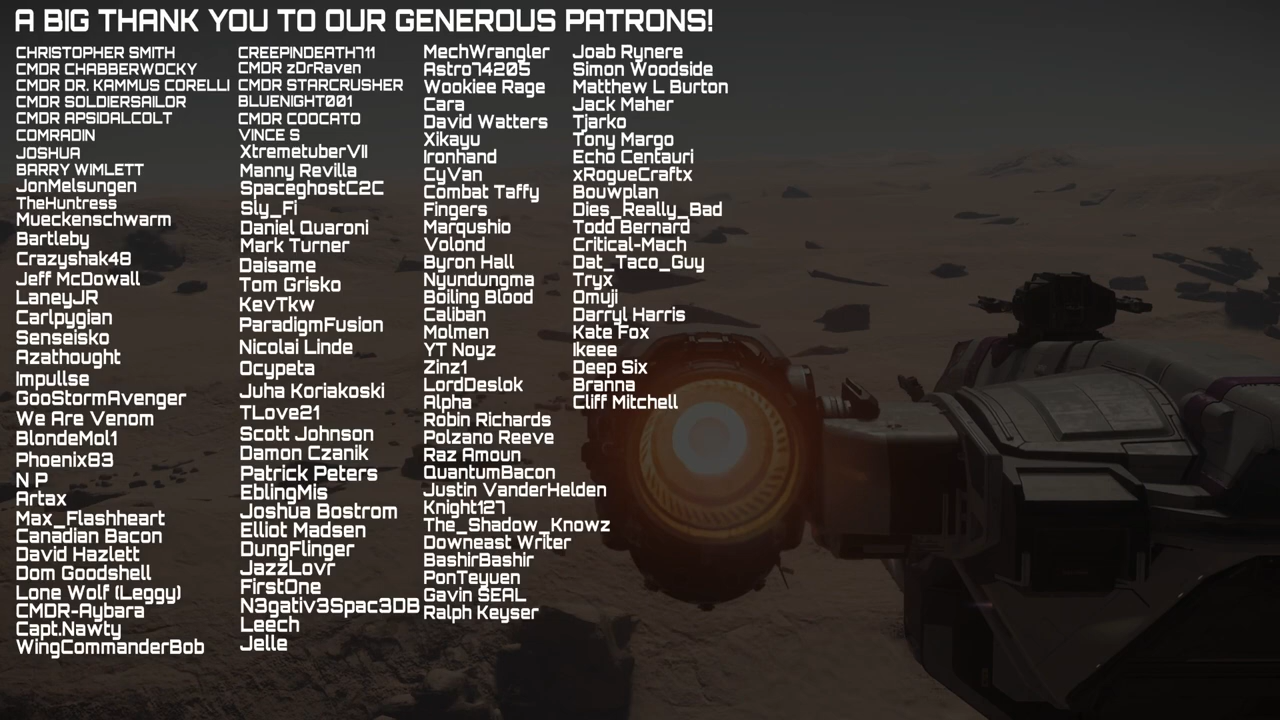 A BIG THANK YOU TO OUR GENEROUS PATRONS!
CHRISTOPHER SMITH
CMDR CHABBERWOCKY
CMDR DR. KAMMUS CORELLI
CMDR SOLDIERSAILOR
CMDR APSIDALCOLT
COMRADIN
JOSHUA
BARRY WIMLETT
JonMelsungen
TheHuntress
Mueckenschwarm
Bartleby
Crazyshak48
Jeff McDowall
LaneyJR
Carlpygian
Senseisko
Azathought
Impullse
GooStormAvenger
We Are Venom
BlondeMol1
Phoenix83
N P
Artax
Max_Flashheart
Canadian Bacon
David Hazlett
Dom Goodshell
Lone Wolf (Leggy)
CMDR-Aybara
Capt.Nawty
WingCommanderBob
CREEPINDEATH711
CMDR zDrRaven
CMDR STARCRUSHER
BLUENIGHT001
CMDR COOCATO
VINCE S
XtremetuberVII
Manny Revilla
SpaceghostC2C
Sly_Fi
Daniel Quaroni
Mark Turner
Daisame
Tom Grisko
KevTkw
ParadigmFusion
Nicolai Linde
Ocypeta
Juha Koriakoski
TLove21
Scott Johnson
Damon Czanik
Patrick Peters
EblingMis
Joshua Bostrom
Elliot Madsen
DungFlinger
JazzLovr
FirstOne
N3gativ3Spac3DB
Leech
Jelle
MechWrangler
Astro74205
Wookiee Rage
Cara
David Watters
Xikayu
Ironhand
CyVan
Combat Taffy
Fingers
Marqushio
Volond
Byron Hall
Nyundungma
Boiling Blood
Caliban
Molmen
YT Noyz
Zinz1
LordDeslok
Alpha
Robin Richards
Polzano Reeve
Raz Amoun
QuantumBacon
Justin VanderHelden
Knight127
The_Shadow_Knowz
Downeast Writer
BashirBashir
PonTeyuen
Gavin SEAL
Ralph Keyser
Joab Rynere
Simon Woodside
Matthew L Burton
Jack Maher
Tjarko
Tony Margo
Echo Centauri
xRogueCraftx
Bouwplan
Dies_Really_Bad
Todd Bernard
Critical-Mach
Dat_Taco_Guy
Tryx
Omuji
Darryl Harris
Kate Fox
Ikeee
Deep Six
Branna
Cliff Mitchell